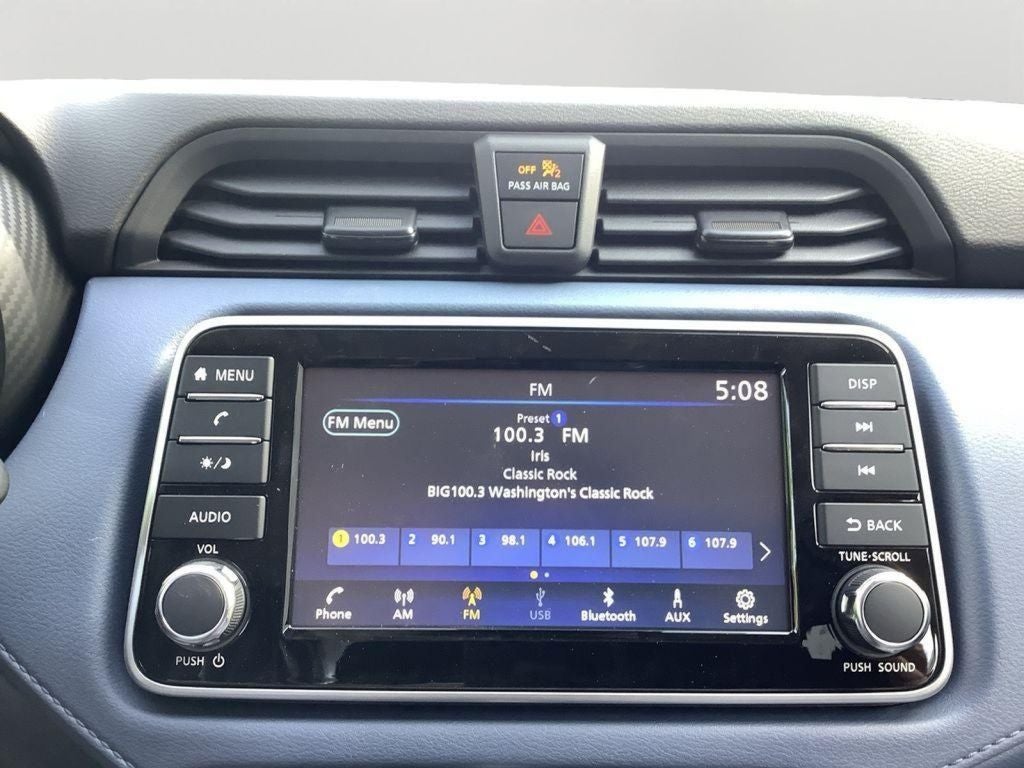 OFF 2
PASS AIR BAG
MENU
AUDIO
VOL
PUSH
FM
5:08
FM Menu
Preset 1
100.3 FM
Iris
Classic Rock
BIG100.3 Washington's Classic Rock
1 100.3 2 90.1 3 98.1 4 106.1 5 107.9 6 107.9
Phone AM FM USB Bluetooth AUX Settings
DISP
BACK
TUNE·SCROLL
PUSH SOUND